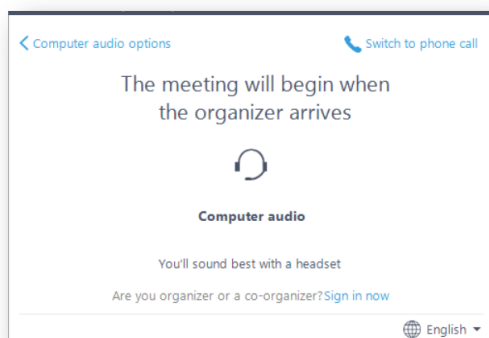 Computer audio options
Switch to phone call
The meeting will begin when
the organizer arrives
Computer audio
You'll sound best with a headset
Are you organizer or a co-organizer?Sign in now
English